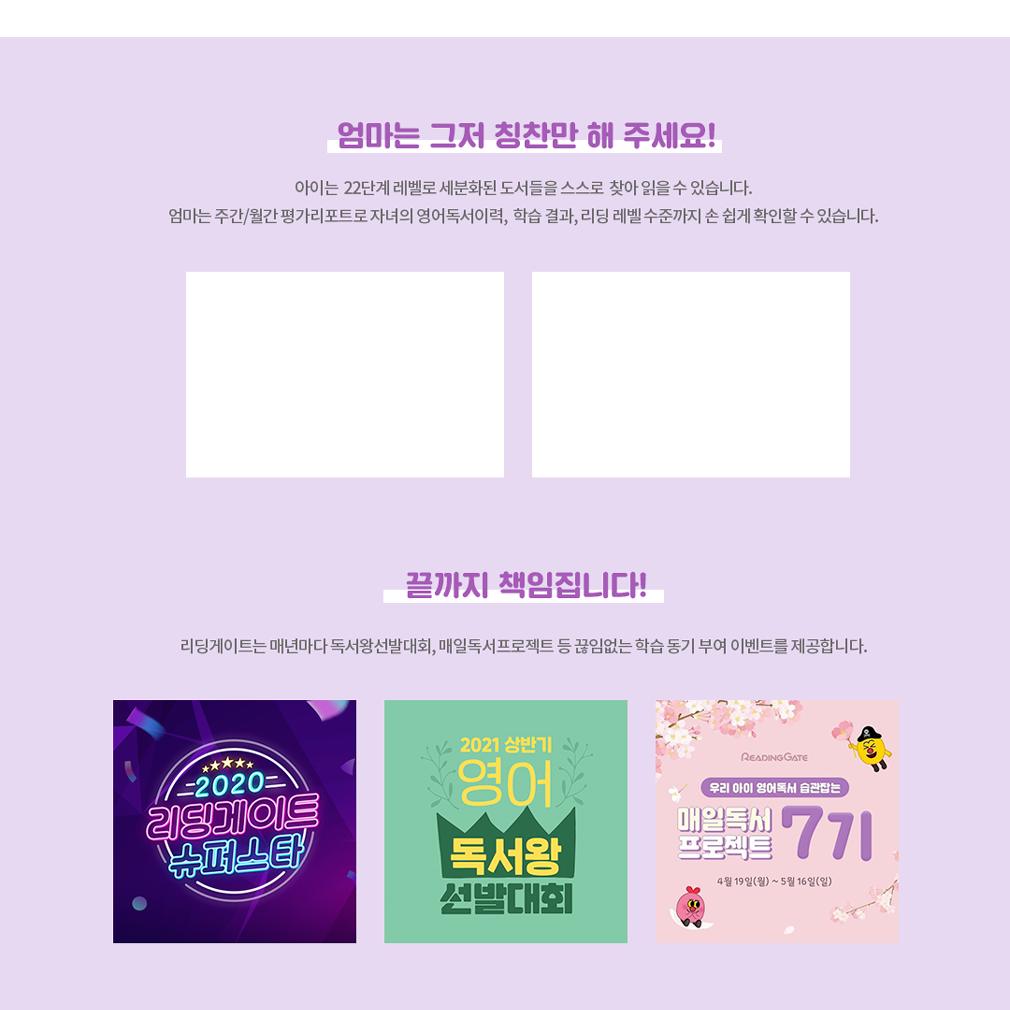 엄마는 그저 칭찬만 해 주세요!
아이는 22단계 레벨로 세분화된 도서들을 스스로 찾아 읽을 수 있습니다.
엄마는 주간/월간 평가리포트로 자녀의 영어독서이력, 학습 결과, 리딩 레벨 수준까지 손 쉽게 확인할 수 있습니다.
끝까지 책임집니다!
리딩게이트는 매년마다 독서왕선발대회, 매일독서프로젝트 등 끊임없는 학습 동기 부여 이벤트를 제공합니다.
2020
리딩게이트
슈퍼스타
2021 상반기
영어
독서왕
선발대회
READINGGATE
우리 아이 영어독서 습관잡는
매일독서
프로젝트 7기
4월 19일(월) ~ 5월 16일(일)